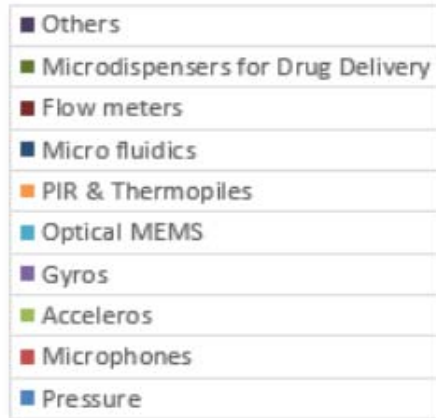 Others
Microdispensers for Drug Delivery
Flow meters
Micro fluidics
PIR & Thermopiles
Optical MEMS
Gyros
Acceleros
Microphones
Pressure